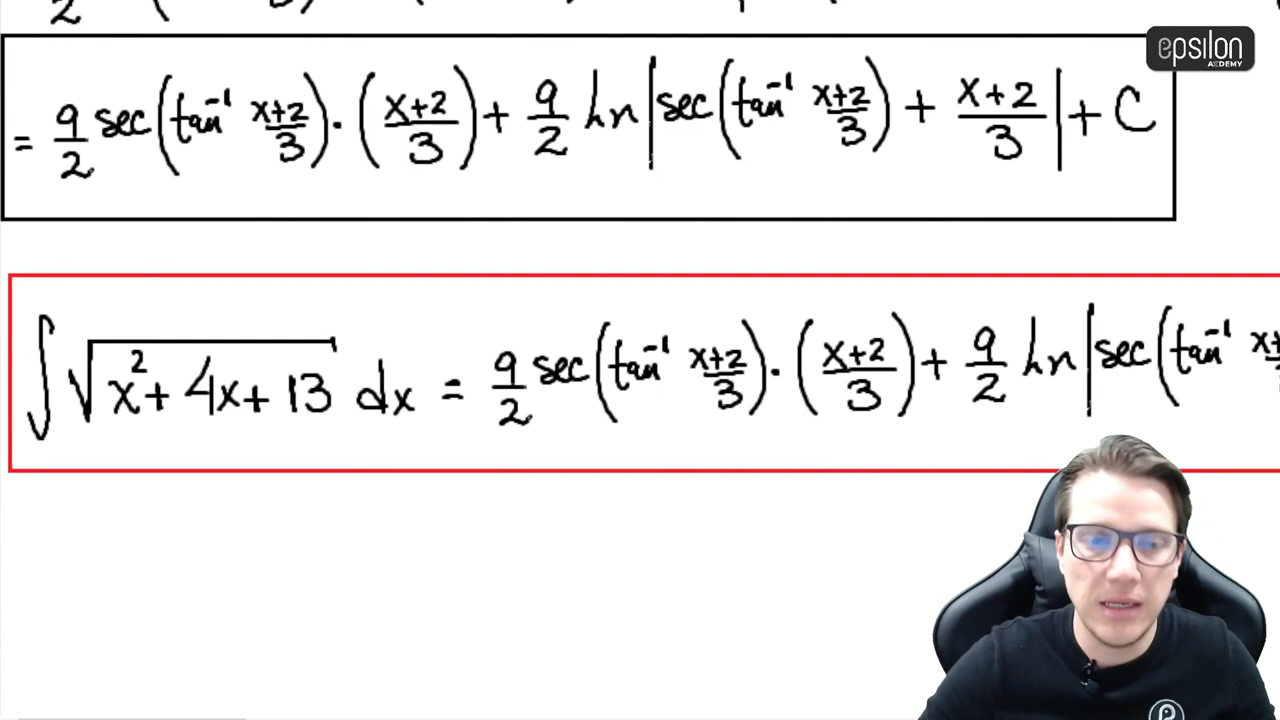 epsilon
AKADEMY
= 9/2 sec(tan⁻¹ x+2/3) · (x+2/3) + 9/2 ln|sec(tan⁻¹ x+2/3) + x+2/3| + C
∫ √(x² + 4x + 13) dx = 9/2 sec(tan⁻¹ x+2/3) · (x+2/3) + 9/2 ln|sec(tan⁻¹